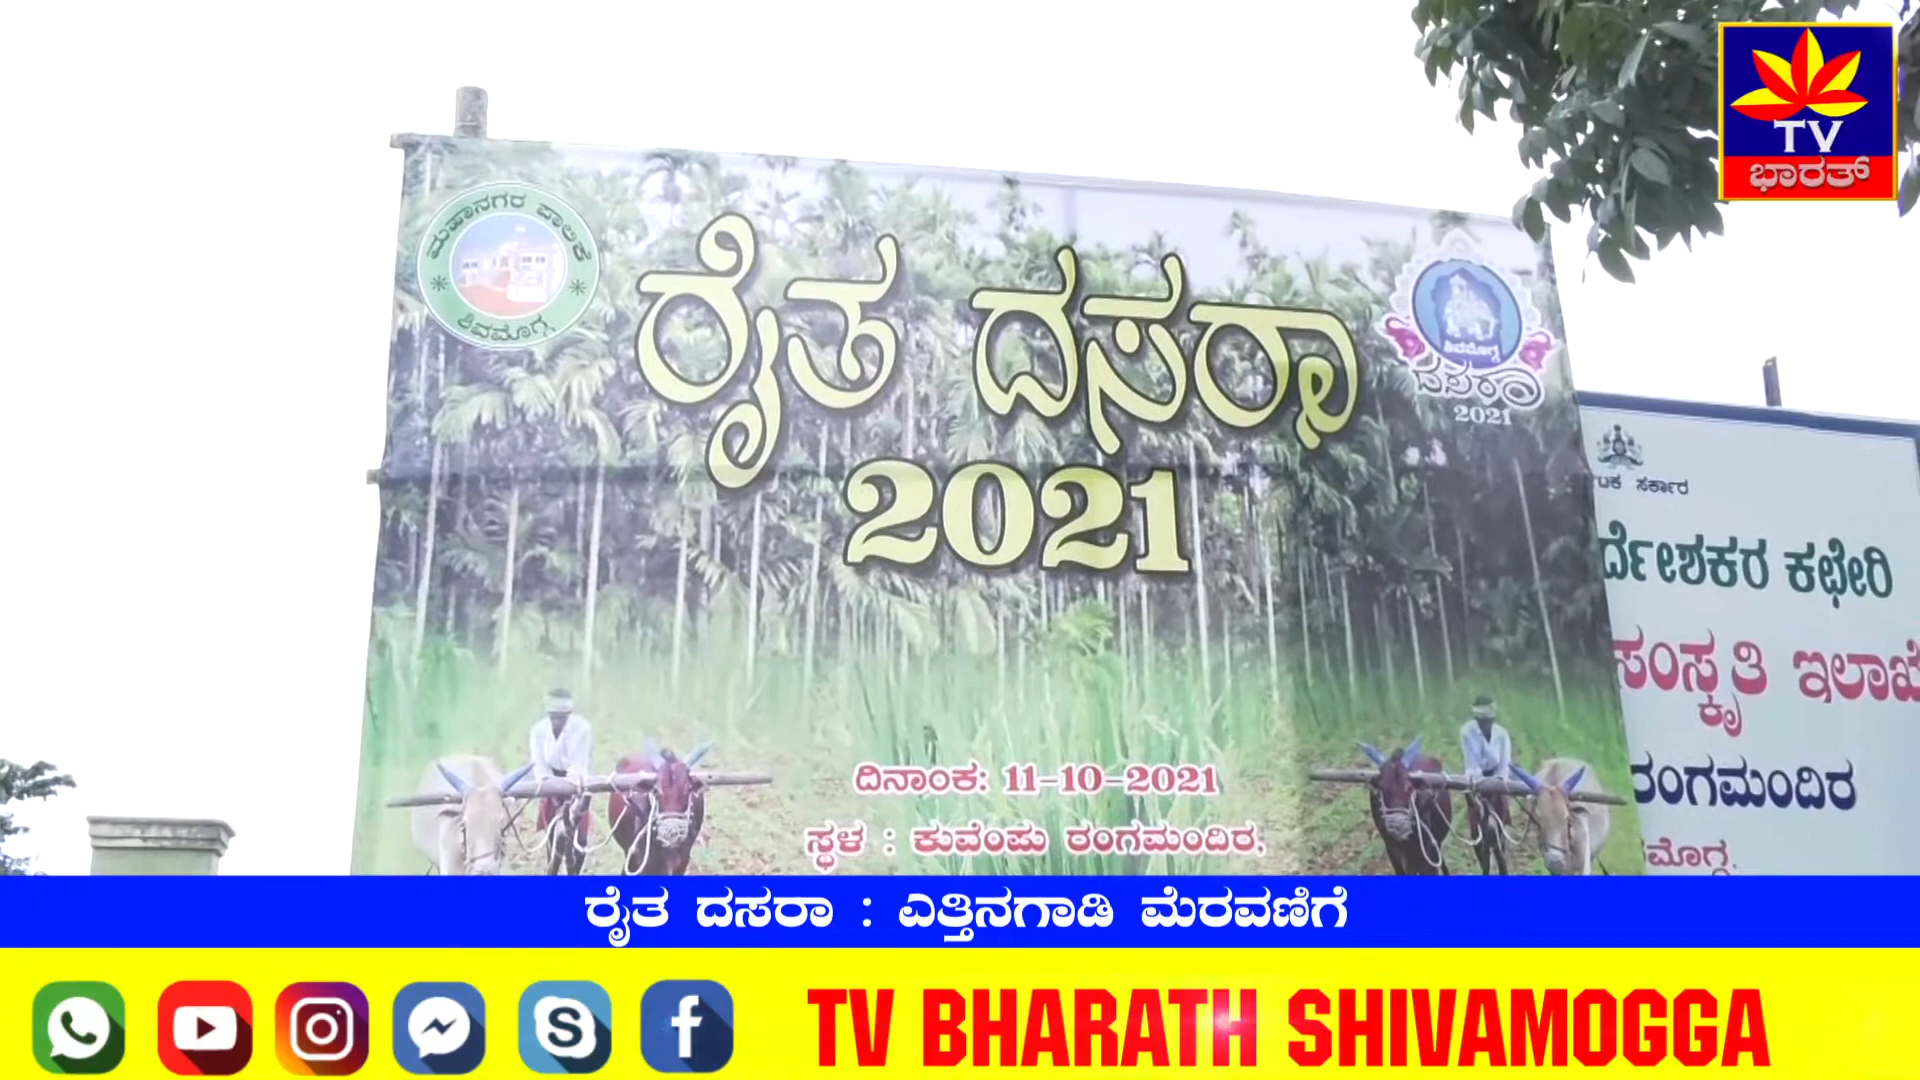 TV
ಭಾರತ್
ಮಹಾನಗರ ಪಾಲಿಕೆ
ಶಿವಮೊಗ್ಗ
ರೈತ ದಸರಾ
2021
ಶಿವಮೊಗ್ಗ
ದಸರಾ
2021
ದಿನಾಂಕ: 11-10-2021
ಸ್ಥಳ : ಕುವೆಂಪು ರಂಗಮಂದಿರ,
ಸರ್ಕಾರ
ಕಛೇರಿ
ಸಂಸ್ಕೃತಿ ಇಲಾಖೆ
ರಂಗಮಂದಿರ
ರೈತ ದಸರಾ : ಎತ್ತಿನಗಾಡಿ ಮೆರವಣಿಗೆ
TV BHARATH SHIVAMOGGA